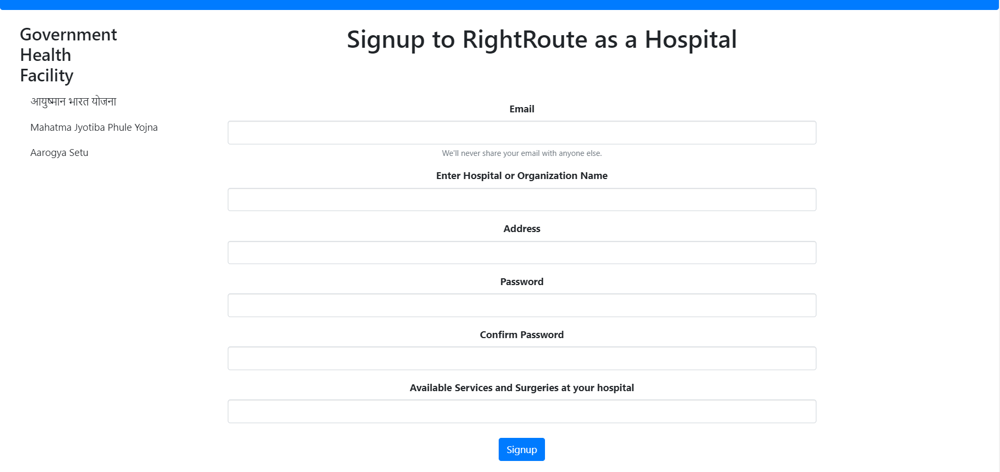 Government
Health
Facility
आयुष्मान भारत योजना
Mahatma Jyotiba Phule Yojna
Aarogya Setu
Signup to RightRoute as a Hospital
Email
We'll never share your email with anyone else.
Enter Hospital or Organization Name
Address
Password
Confirm Password
Available Services and Surgeries at your hospital
Signup